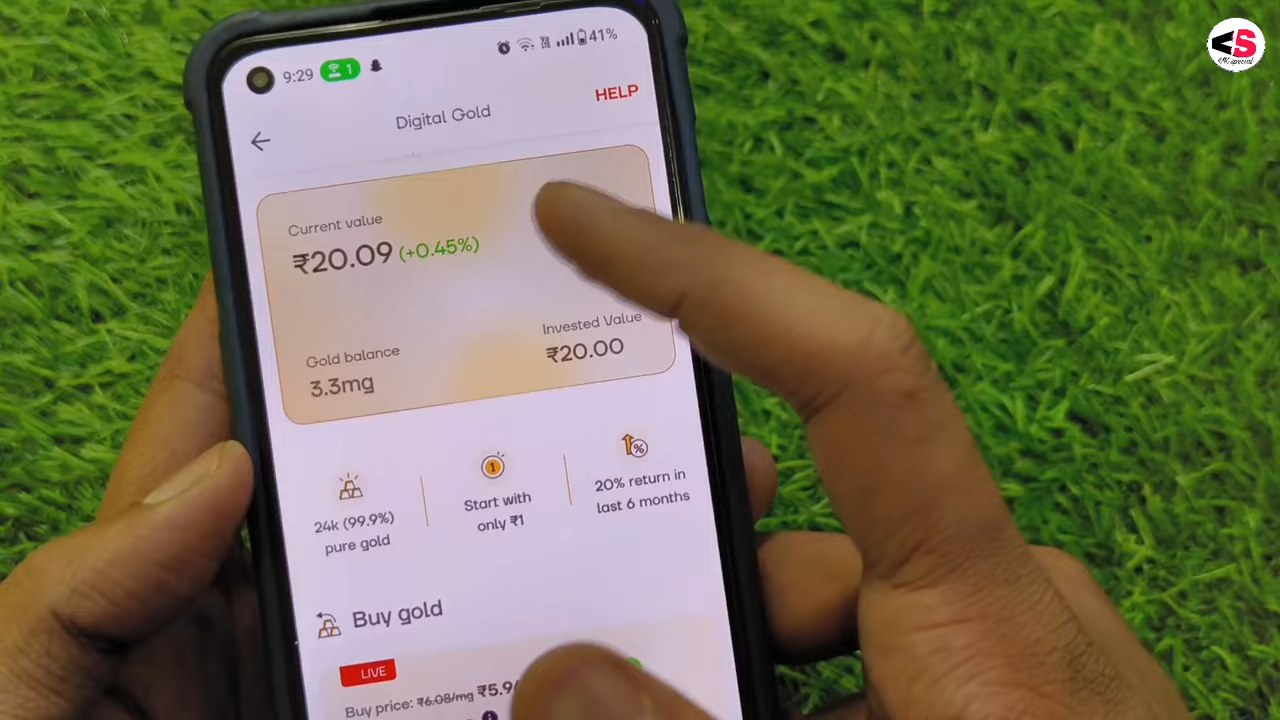 9:29 1 41%
HELP
Digital Gold
Current value
₹20.09 (+0.45%)
Invested Value
₹20.00
Gold balance
3.3mg
24k (99.9%)
pure gold
1
Start with
only ₹1
%
20% return in
last 6 months
Buy gold
LIVE
Buy price: ₹6.08/mg ₹5.9